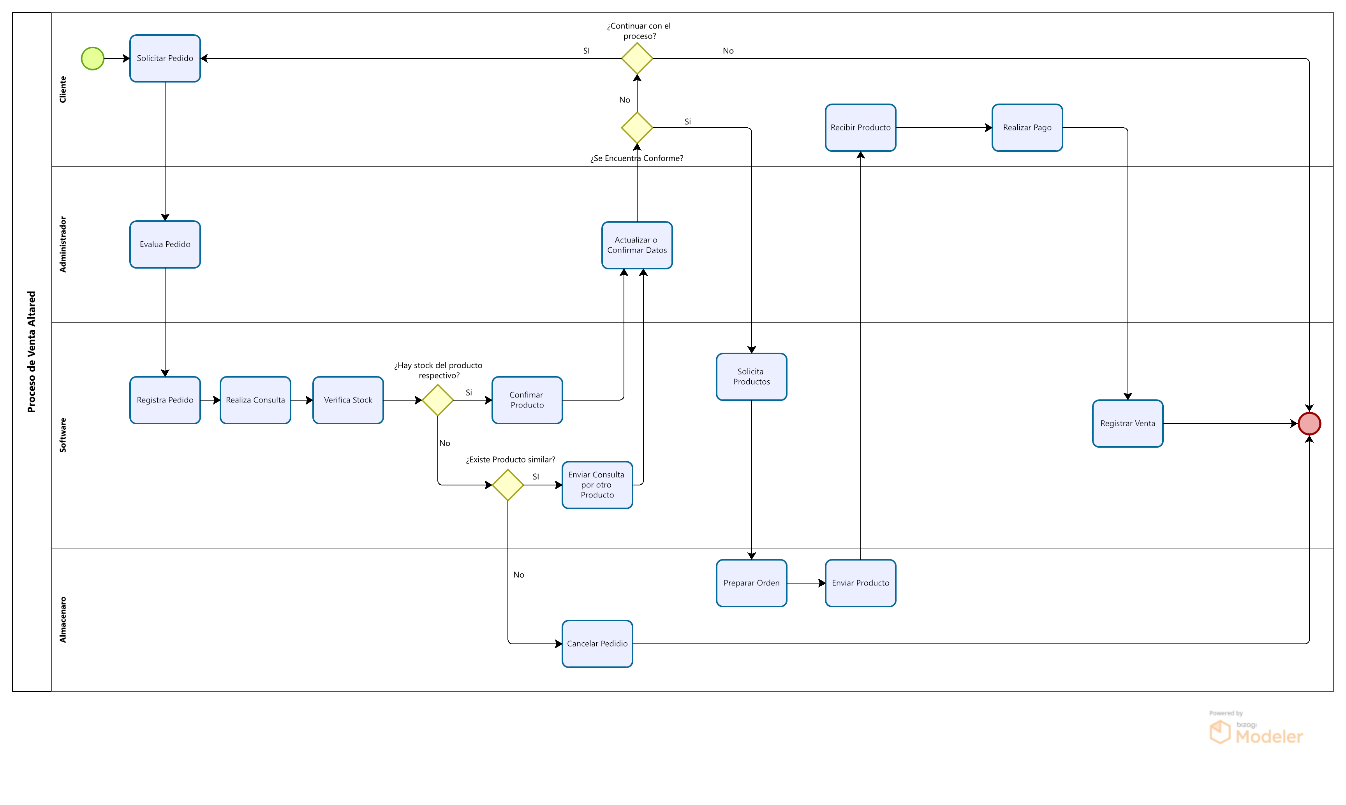 Proceso de Venta Altared
Cliente
¿Continuar con el
proceso?
SI
No
Solicitar Pedido
No
Si
¿Se Encuentra Conforme?
Recibir Producto
Realizar Pago
Administrador
Evalua Pedido
Actualizar o
Confirmar Datos
Software
¿Hay stock del producto
respectivo?
Registra Pedido
Realiza Consulta
Verifica Stock
Si
Confimar
Producto
Solicita
Productos
Registrar Venta
No
¿Existe Producto similar?
SI
Enviar Consulta
por otro
Producto
Almacenaro
No
Preparar Orden
Enviar Producto
Cancelar Pedidio
Powered by
bizagi
Modeler